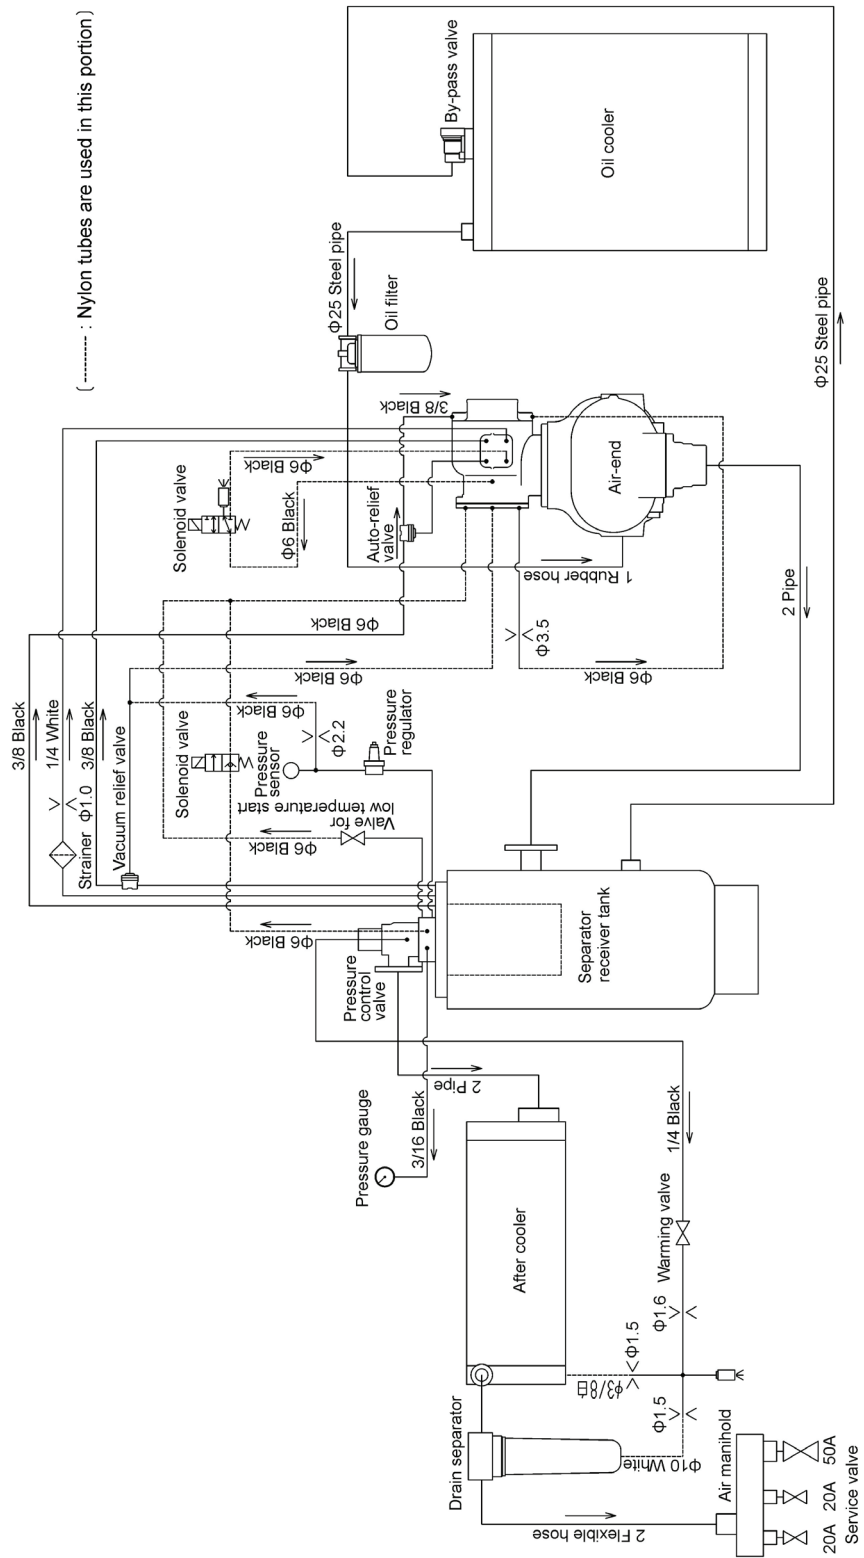 [ ------- : Nylon tubes are used in this portion ]
By-pass valve
Oil cooler
Φ25 Steel pipe
Oil filter
Φ25 Steel pipe
3/8 Black
Φ6 Black
Solenoid valve
Φ6 Black
Auto-relief
valve
Air-end
1 Rubber hose
2 Pipe
Φ6 Black
Φ3.5
Φ6 Black
Φ6 Black
3/8 Black
1/4 White
3/8 Black
Φ6 Black
Φ2.2
Pressure
regulator
Solenoid valve
Pressure
sensor
Valve for
low temperature start
Φ1.0
Strainer
Vacuum relief valve
Φ6 Black
Φ6 Black
Separator
receiver tank
Pressure
control
valve
2 Pipe
3/16 Black
Pressure gauge
1/4 Black
After cooler
Warming valve
Φ1.6
Φ1.5
Φ3/8白
Φ1.5
Drain separator
Φ10 White
Air manihold
2 Flexible hose
20A
20A
50A
Service valve